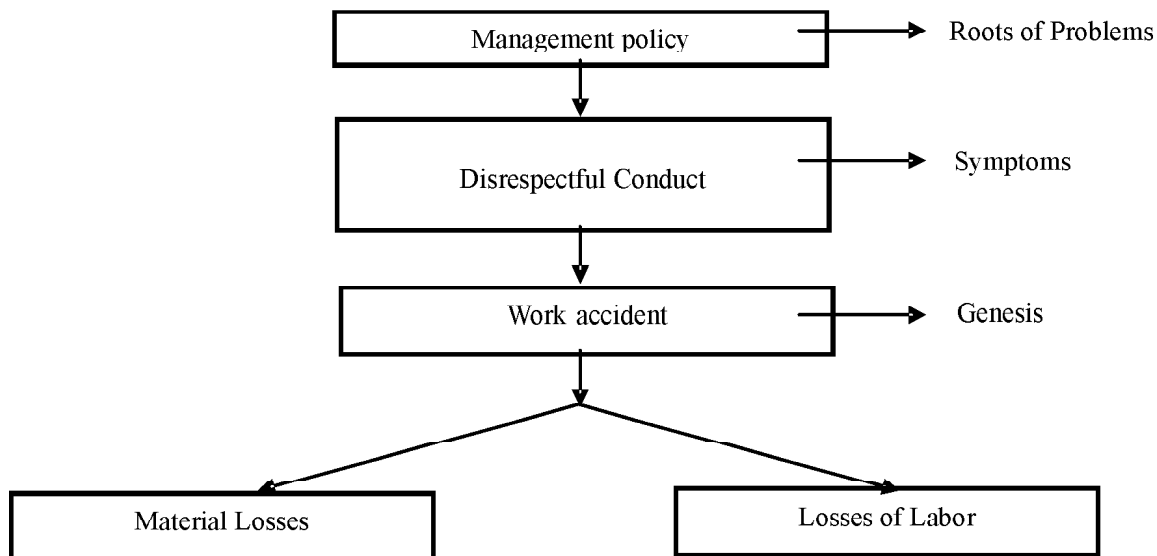 Management policy
Roots of Problems
Disrespectful Conduct
Symptoms
Work accident
Genesis
Material Losses
Losses of Labor